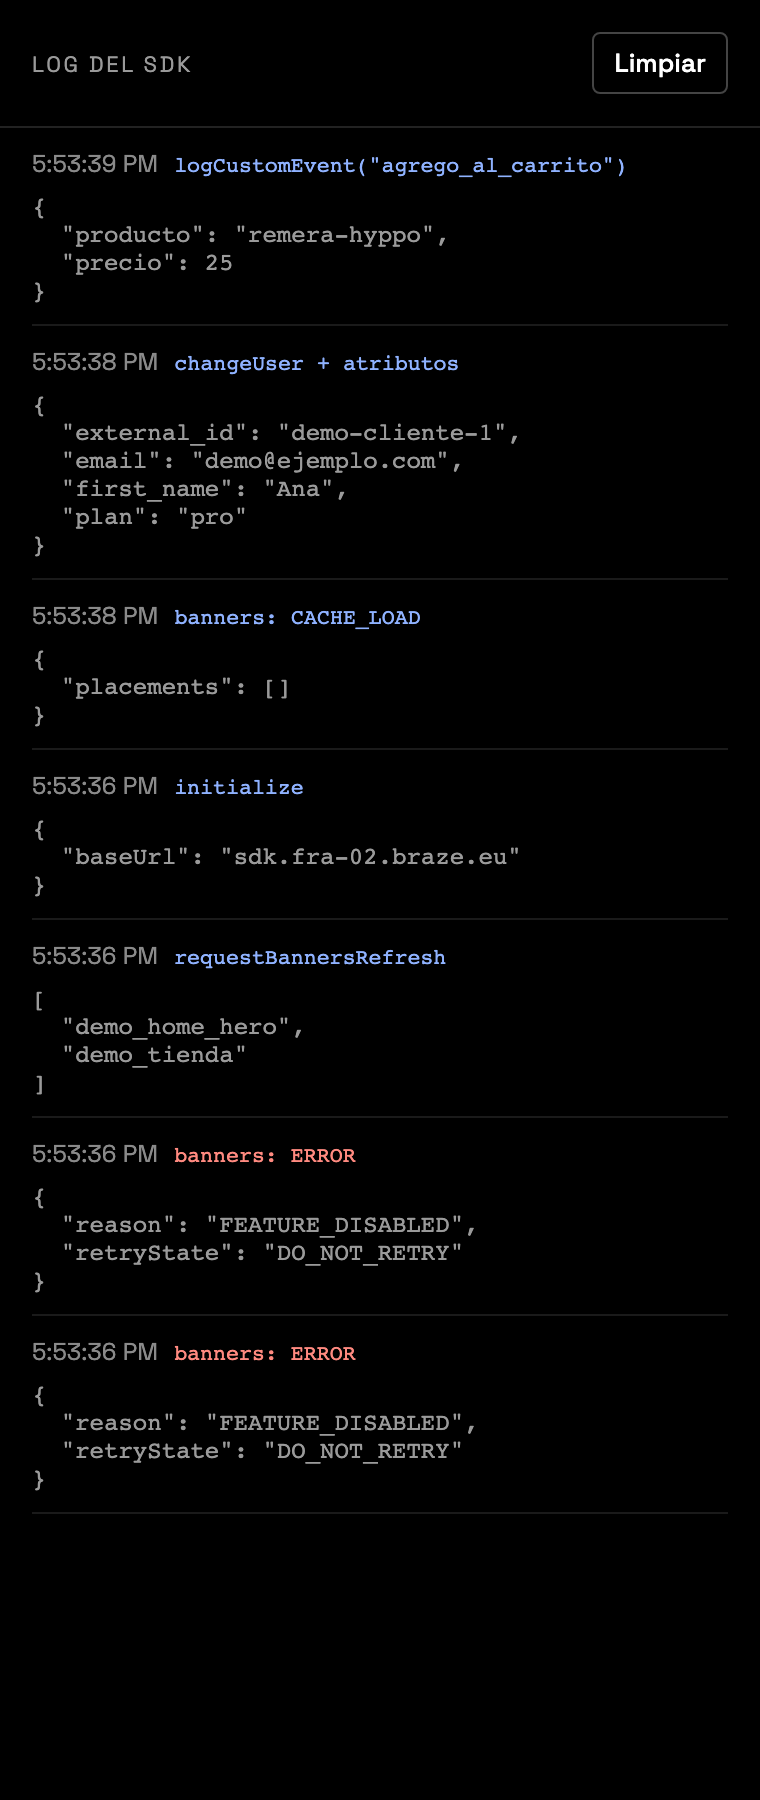 LOG DEL SDK
Limpiar
5:53:39 PM logCustomEvent("agrego_al_carrito")
{
  "producto": "remera-hyppo",
  "precio": 25
}
5:53:38 PM changeUser + atributos
{
  "external_id": "demo-cliente-1",
  "email": "demo@ejemplo.com",
  "first_name": "Ana",
  "plan": "pro"
}
5:53:38 PM banners: CACHE_LOAD
{
  "placements": []
}
5:53:36 PM initialize
{
  "baseUrl": "sdk.fra-02.braze.eu"
}
5:53:36 PM requestBannersRefresh
[
  "demo_home_hero",
  "demo_tienda"
]
5:53:36 PM banners: ERROR
{
  "reason": "FEATURE_DISABLED",
  "retryState": "DO_NOT_RETRY"
}
5:53:36 PM banners: ERROR
{
  "reason": "FEATURE_DISABLED",
  "retryState": "DO_NOT_RETRY"
}